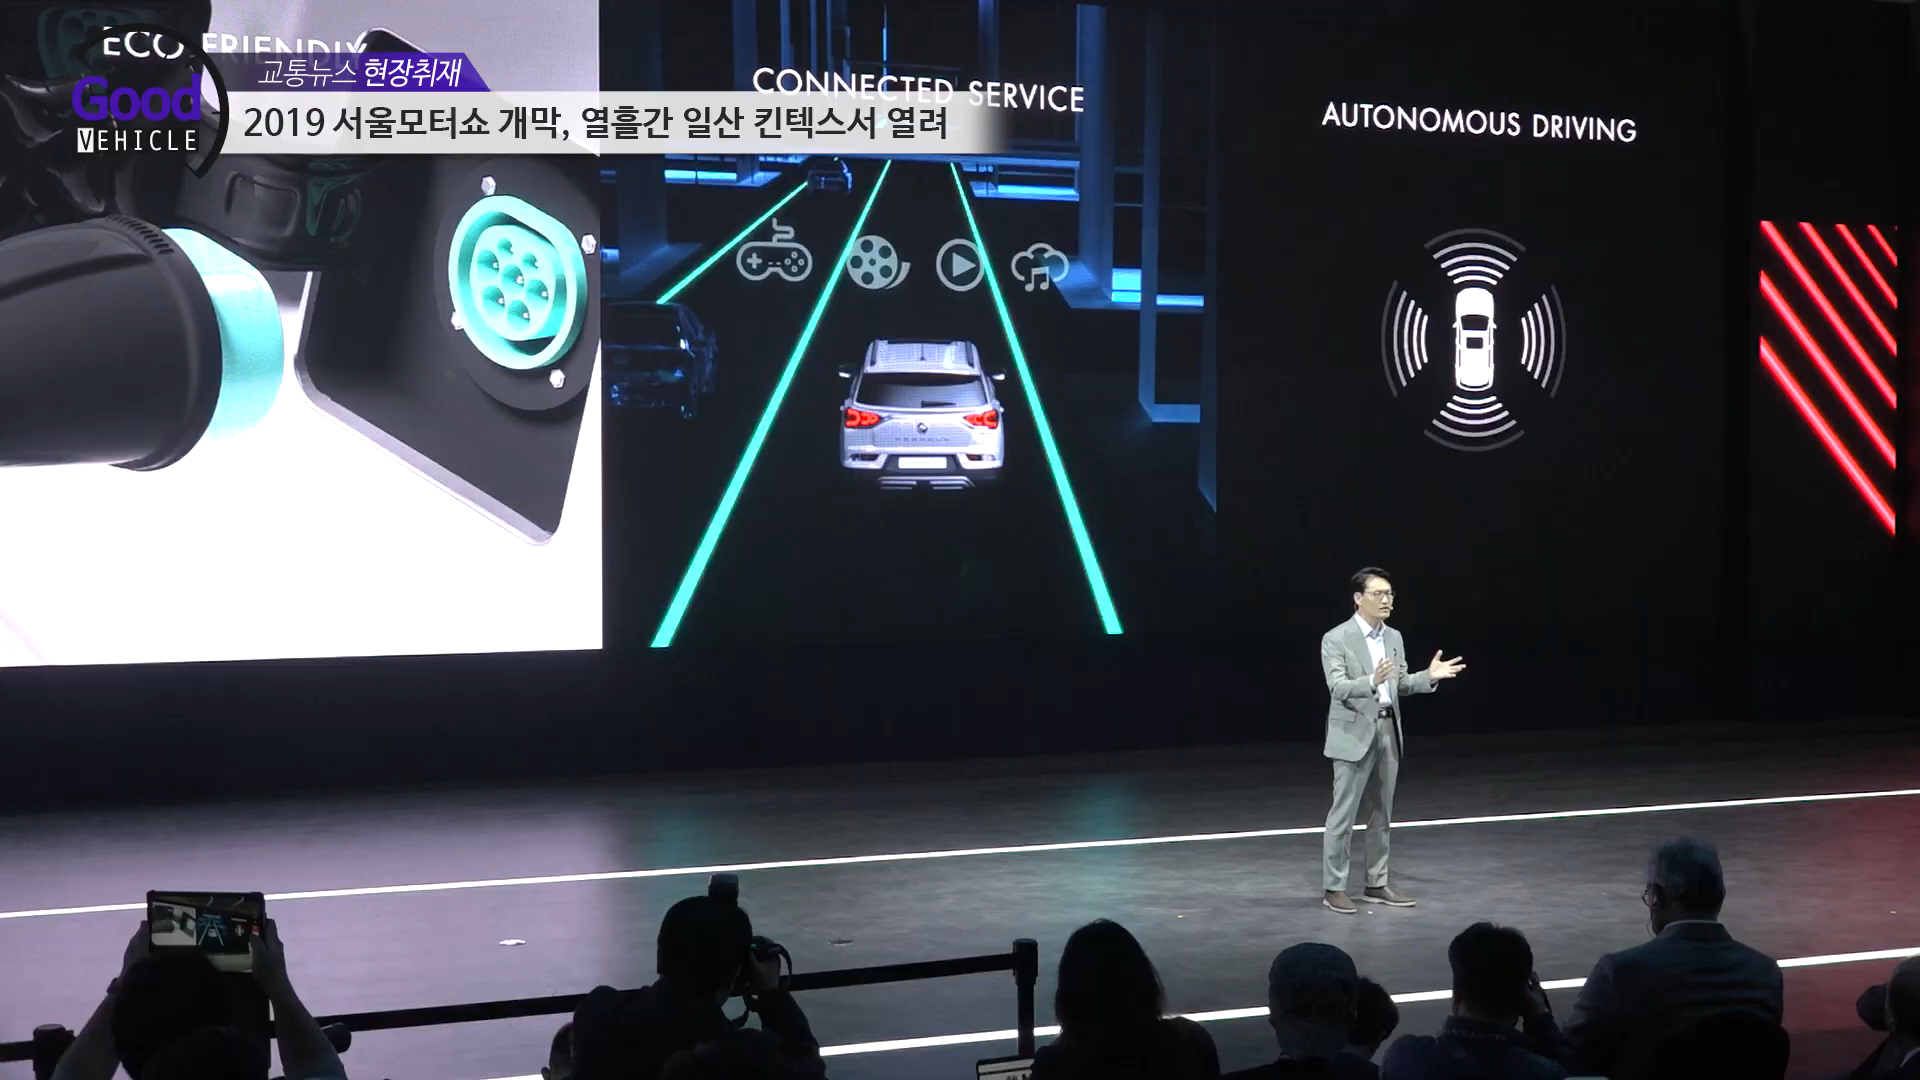 ECO FRIENDLY
교통뉴스 현장취재
Good
VEHICLE
2019 서울모터쇼 개막, 열흘간 일산 킨텍스서 열려
CONNECTED SERVICE
AUTONOMOUS DRIVING